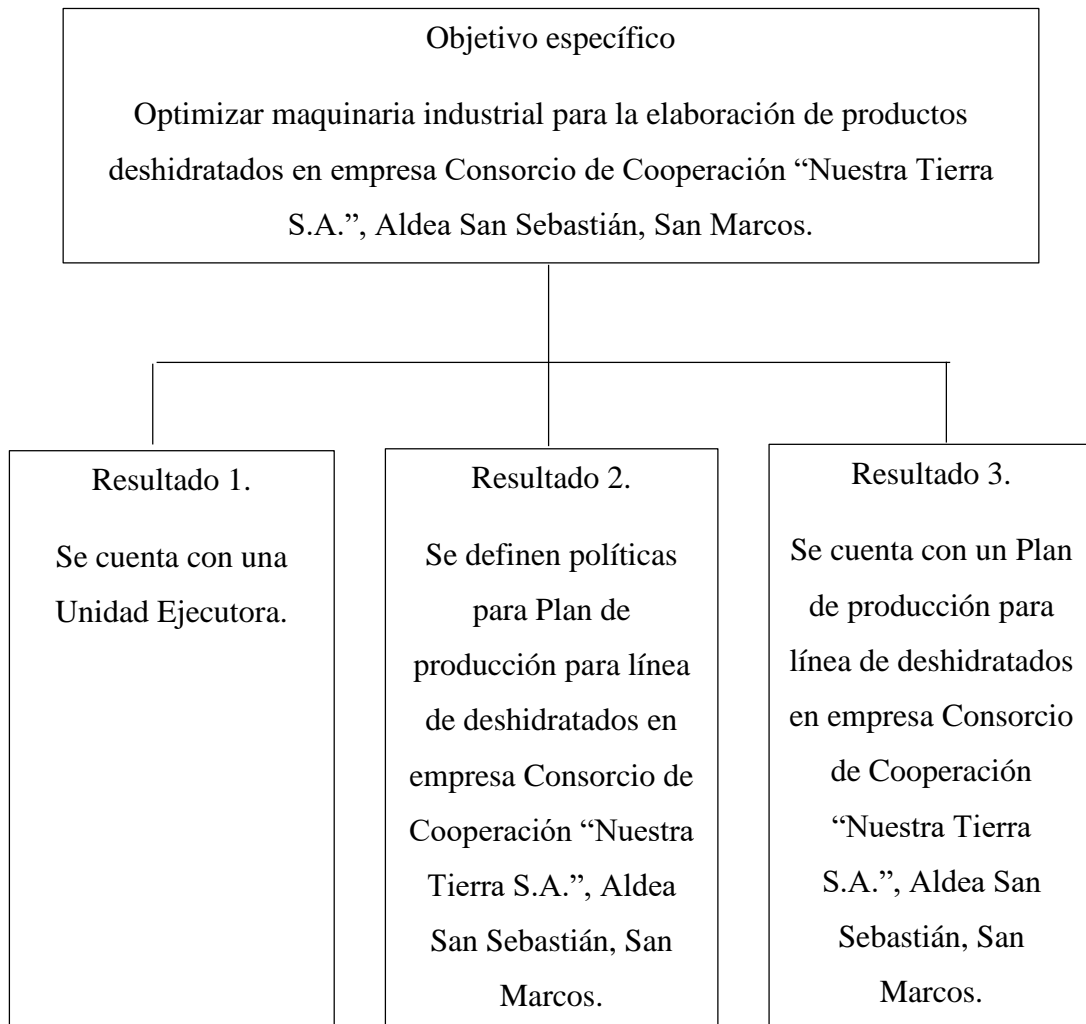 Objetivo específico
Optimizar maquinaria industrial para la elaboración de productos
deshidratados en empresa Consorcio de Cooperación “Nuestra Tierra
S.A.”, Aldea San Sebastián, San Marcos.
Resultado 1.
Se cuenta con una
Unidad Ejecutora.
Resultado 2.
Se definen políticas
para Plan de
producción para línea
de deshidratados en
empresa Consorcio de
Cooperación “Nuestra
Tierra S.A.”, Aldea
San Sebastián, San
Marcos.
Resultado 3.
Se cuenta con un Plan
de producción para
línea de deshidratados
en empresa Consorcio
de Cooperación
“Nuestra Tierra
S.A.”, Aldea San
Sebastián, San
Marcos.